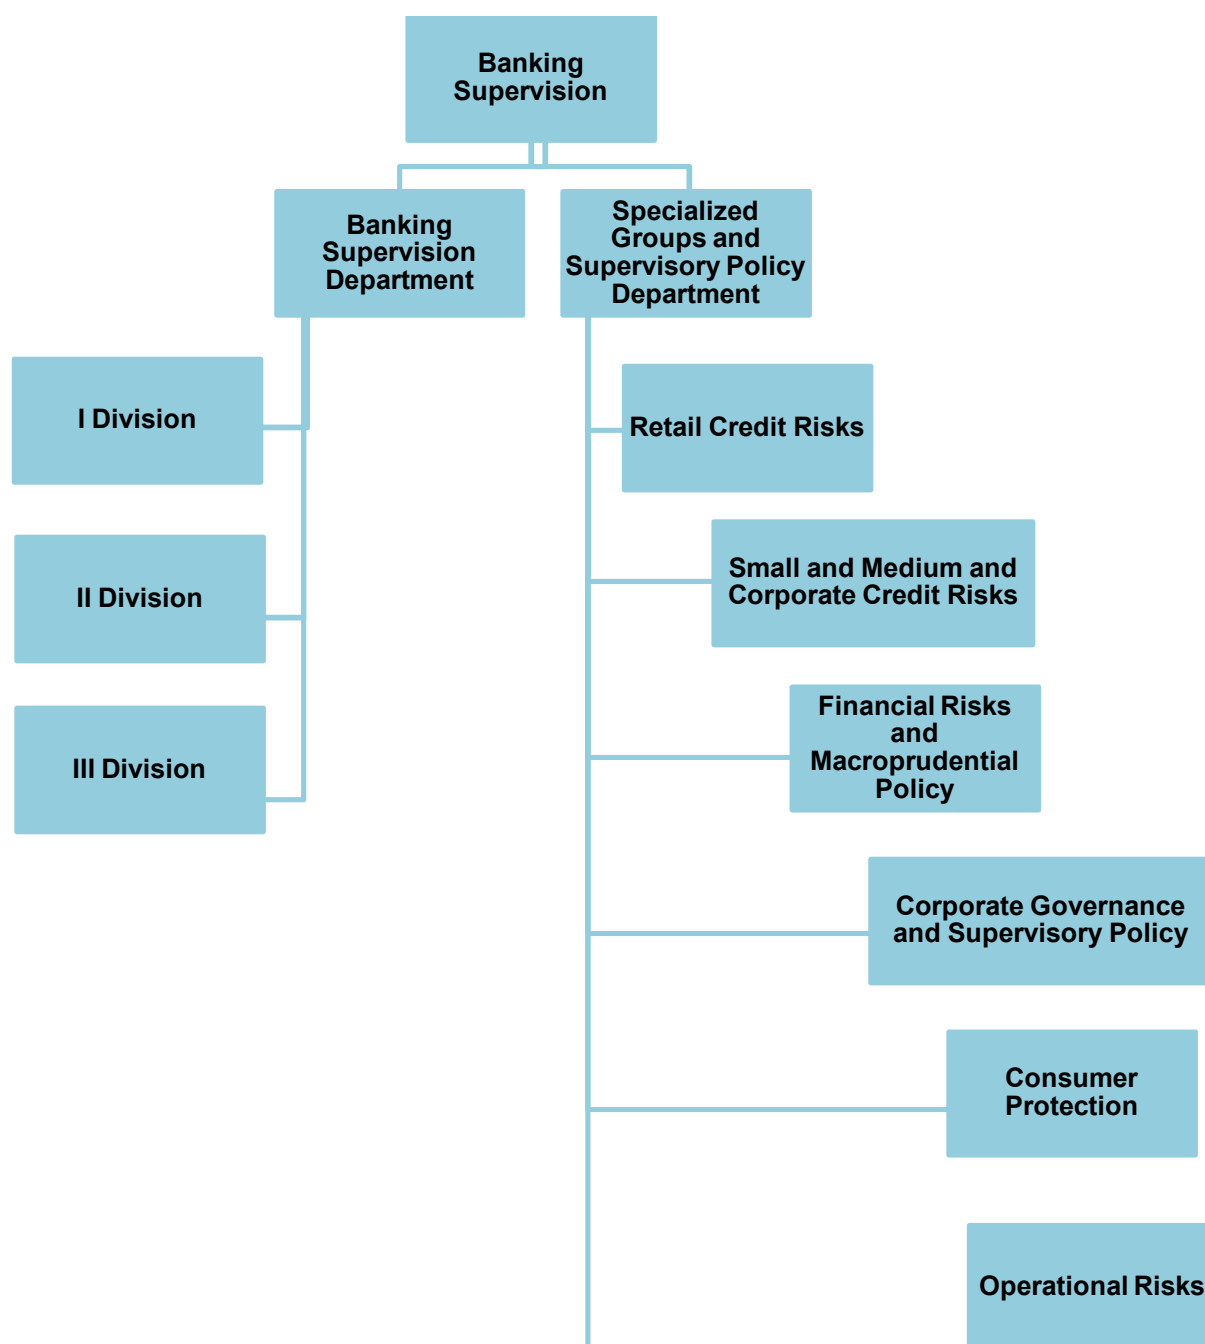 Banking
Supervision
Banking
Supervision
Department
Specialized
Groups and
Supervisory Policy
Department
I Division
II Division
III Division
Retail Credit Risks
Small and Medium and
Corporate Credit Risks
Financial Risks
and
Macroprudential
Policy
Corporate Governance
and Supervisory Policy
Consumer
Protection
Operational Risks